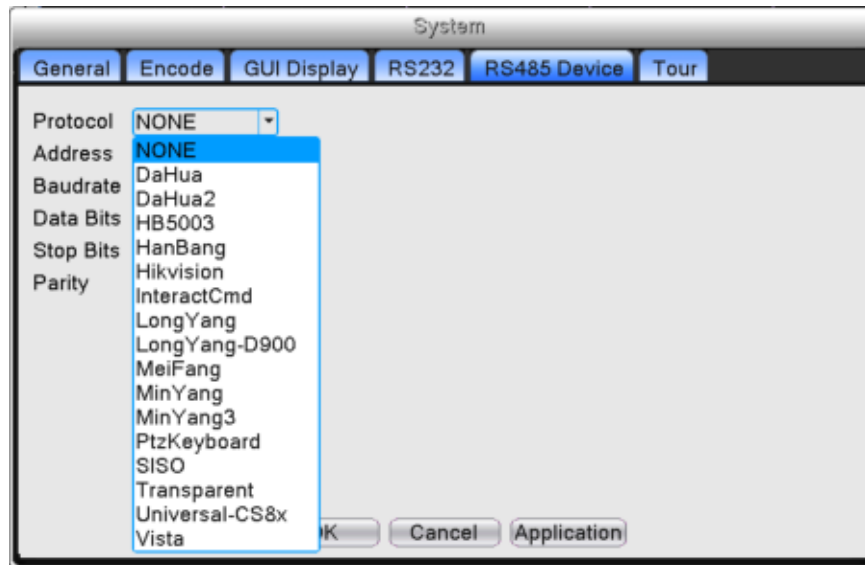 System
General Encode GUI Display RS232 RS485 Device Tour
Protocol NONE
Address NONE
Baudrate DaHua
DaHua2
Data Bits HB5003
Stop Bits HanBang
Parity Hikvision
InteractCmd
LongYang
LongYang-D900
MeiFang
MinYang
MinYang3
PtzKeyboard
SISO
Transparent
Universal-CS8x
Vista
K Cancel Application